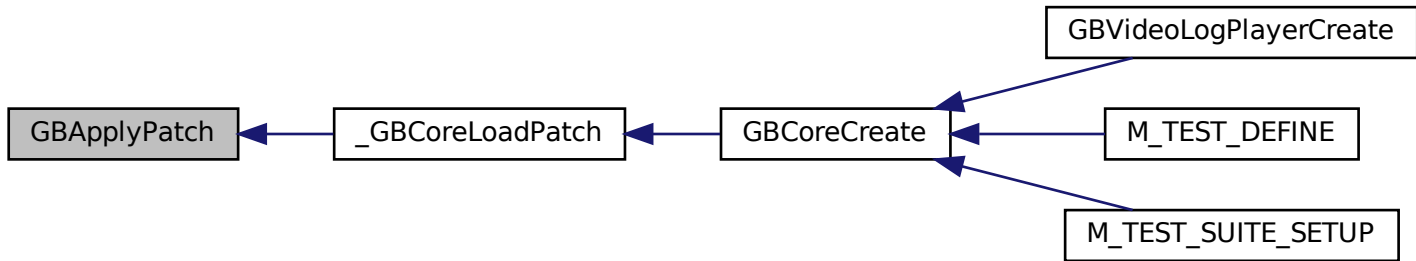 GBVideoLogPlayerCreate
GBApplyPatch
_GBCoreLoadPatch
GBCoreCreate
M_TEST_DEFINE
M_TEST_SUITE_SETUP